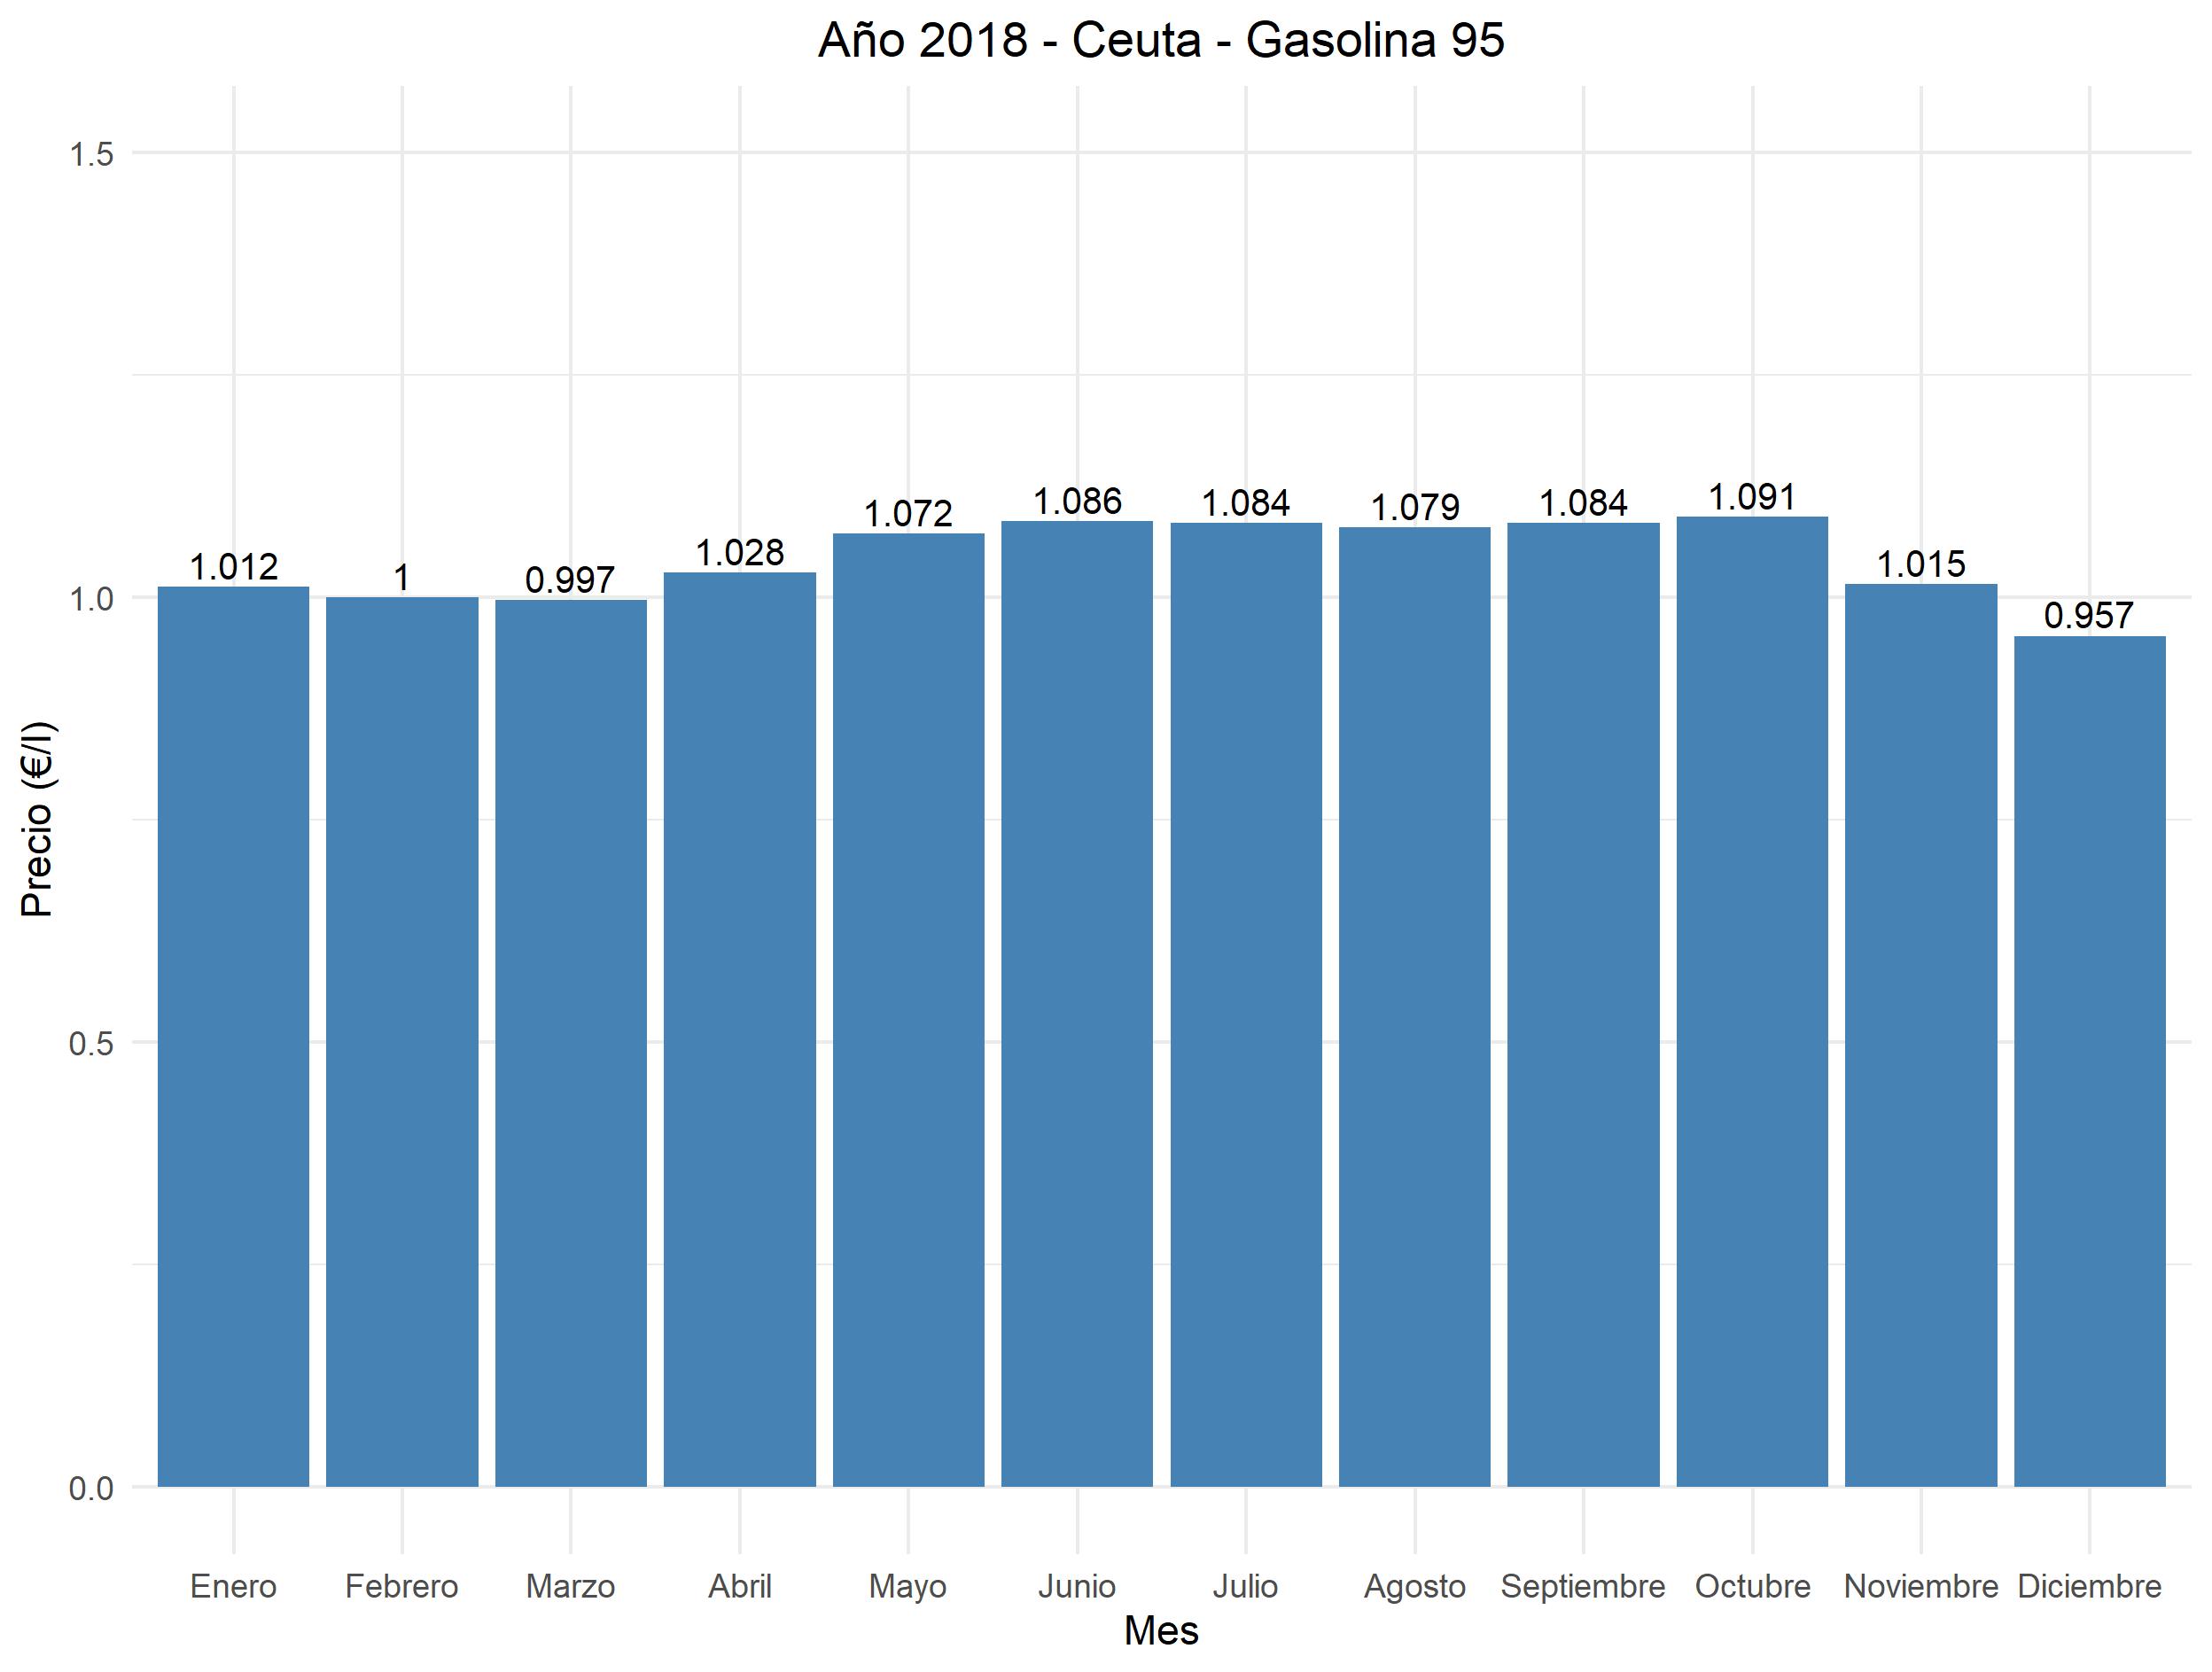 Año 2018 - Ceuta - Gasolina 95
Precio (€/l)
1.5
1.0
0.5
0.0
1.012 1 0.997 1.028 1.072 1.086 1.084 1.079 1.084 1.091 1.015 0.957
Enero Febrero Marzo Abril Mayo Junio Julio Agosto Septiembre Octubre Noviembre Diciembre
Mes